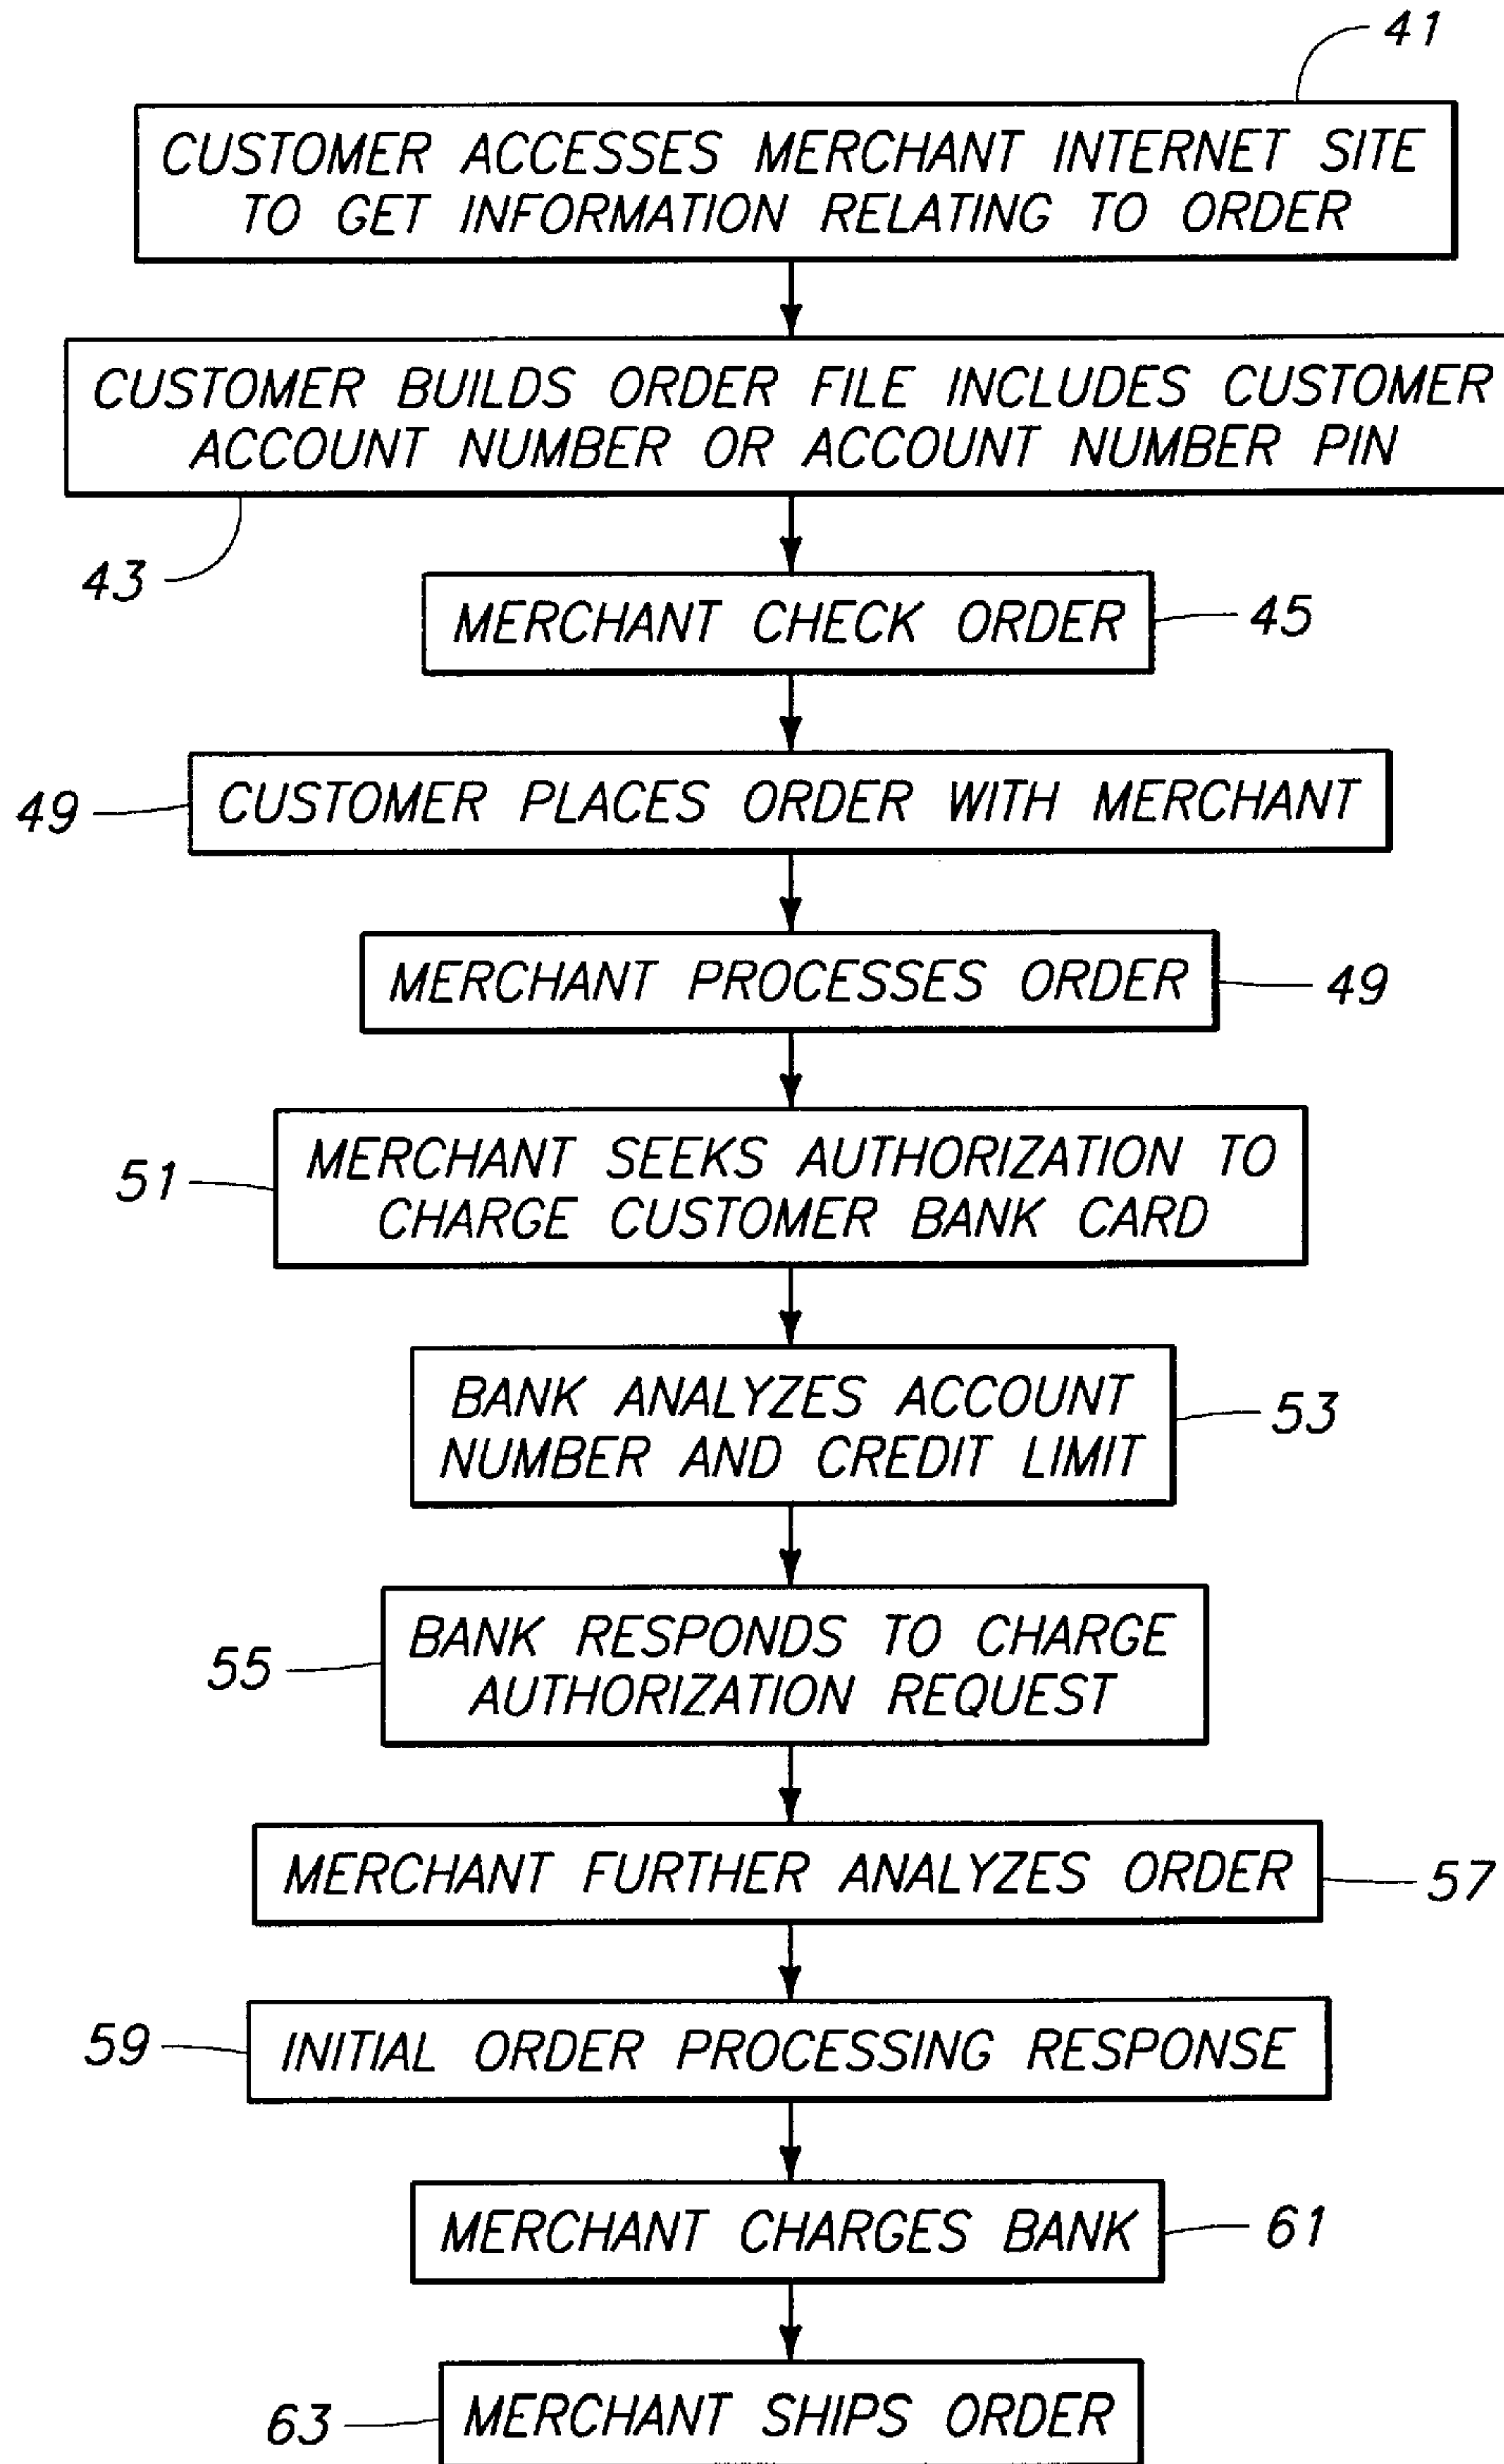 41
CUSTOMER ACCESSES MERCHANT INTERNET SITE
TO GET INFORMATION RELATING TO ORDER
CUSTOMER BUILDS ORDER FILE INCLUDES CUSTOMER
ACCOUNT NUMBER OR ACCOUNT NUMBER PIN
43
MERCHANT CHECK ORDER
45
49
CUSTOMER PLACES ORDER WITH MERCHANT
MERCHANT PROCESSES ORDER
49
51
MERCHANT SEEKS AUTHORIZATION TO
CHARGE CUSTOMER BANK CARD
BANK ANALYZES ACCOUNT
NUMBER AND CREDIT LIMIT
53
55
BANK RESPONDS TO CHARGE
AUTHORIZATION REQUEST
MERCHANT FURTHER ANALYZES ORDER
57
59
INITIAL ORDER PROCESSING RESPONSE
MERCHANT CHARGES BANK
61
63
MERCHANT SHIPS ORDER